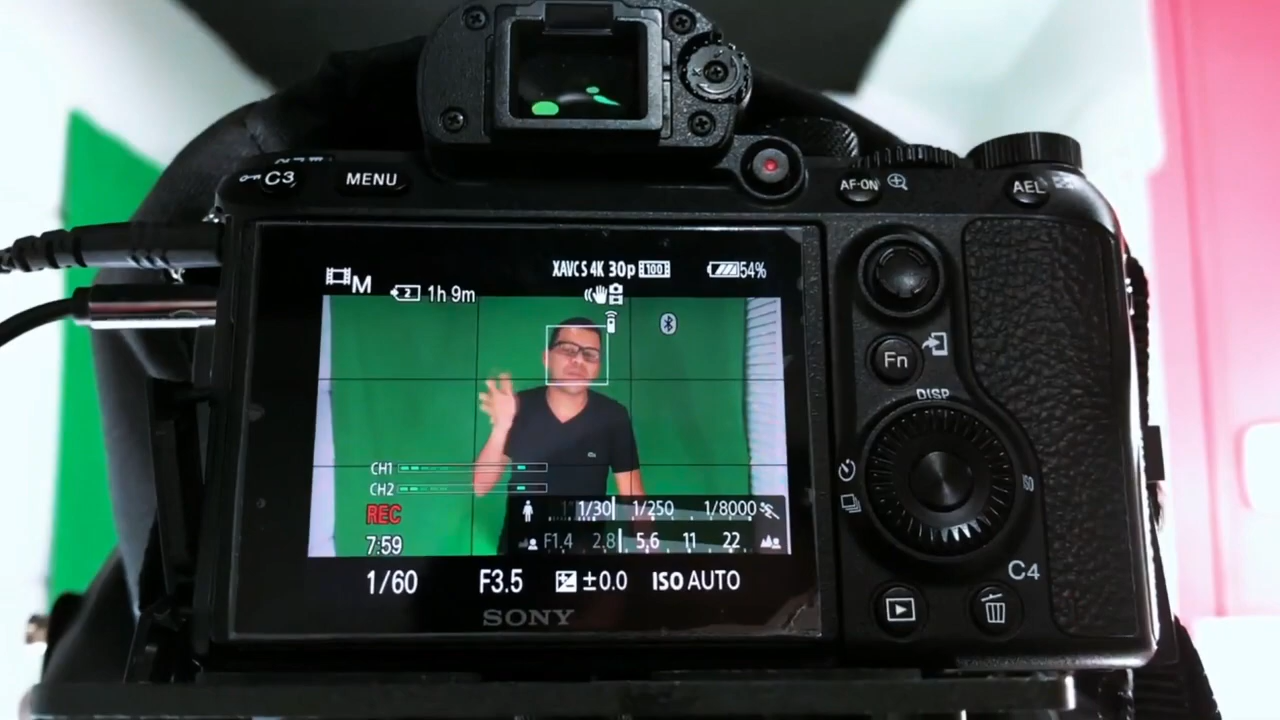 C3
MENU
AF-ON
AEL
XAVC S 4K 30p 100
54%
M
2 1h 9m
Fn
DISP
CH1
CH2
REC
1/30 1/250 1/8000
7:59
F1.4 2.8 5,6 11 22
1/60 F3.5 ±0.0 ISO AUTO
ISO
C4
SONY